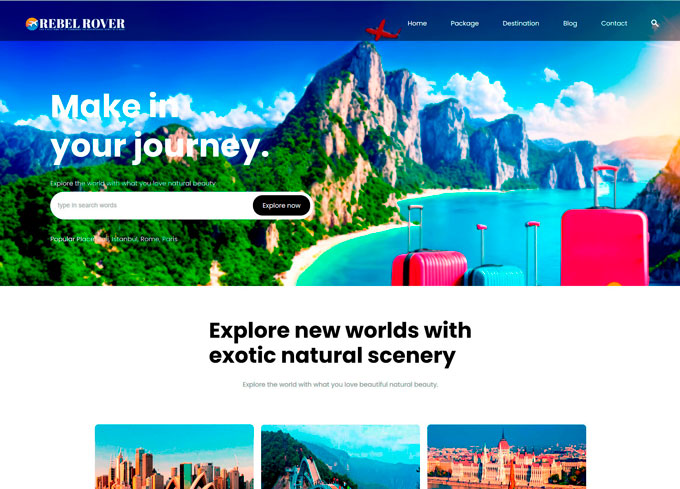 REBEL ROVER
Home
Package
Destination
Blog
Contact
Make in
your journey.
Explore the world with what you love natural beauty.
type in search words
Explore now
Popular Place, Istanbul, Rome, Paris
Explore new worlds with
exotic natural scenery
Explore the world with what you love beautiful natural beauty.